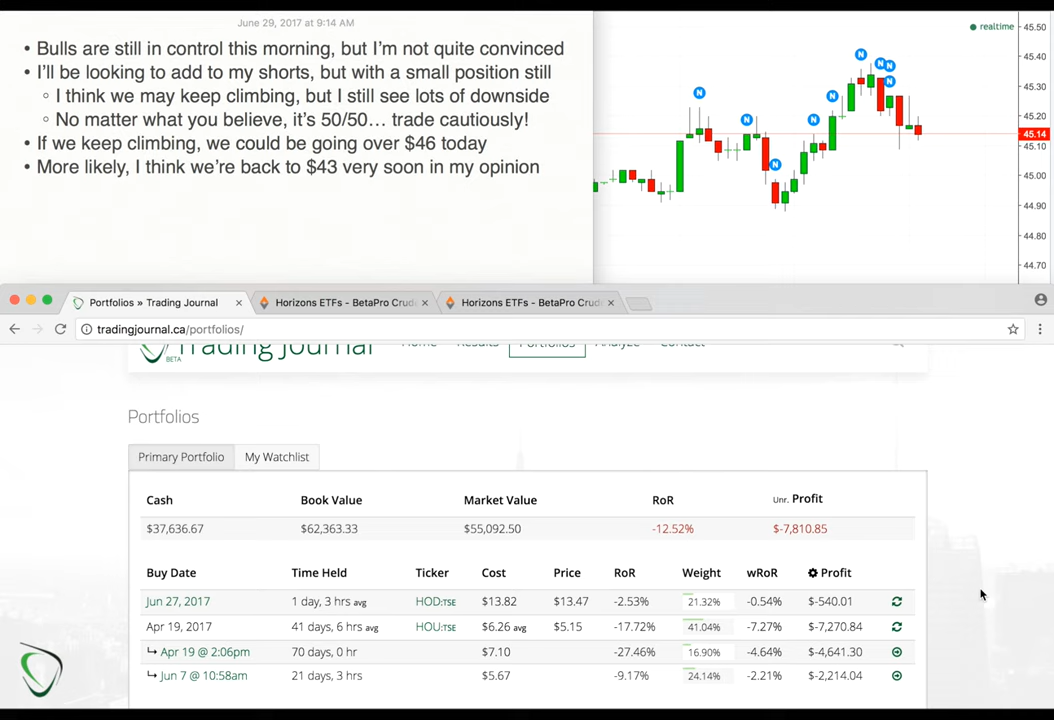 June 29, 2017 at 9:14 AM
• Bulls are still in control this morning, but I'm not quite convinced
• I'll be looking to add to my shorts, but with a small position still
◦ I think we may keep climbing, but I still see lots of downside
◦ No matter what you believe, it's 50/50... trade cautiously!
• If we keep climbing, we could be going over $46 today
• More likely, I think we're back to $43 very soon in my opinion
realtime
45.50
45.40
45.30
45.20
45.14
45.10
45.00
44.90
44.80
44.70
N N N N N N N N N
Portfolios » Trading Journal × Horizons ETFs - BetaPro Crud × Horizons ETFs - BetaPro Crud ×
tradingjournal.ca/portfolios/
BETA Trading Journal Home Results Portfolios Analyze Contact
Portfolios
Primary Portfolio My Watchlist
Cash Book Value Market Value RoR Unr. Profit
$37,636.67 $62,363.33 $55,092.50 -12.52% $-7,810.85
Buy Date Time Held Ticker Cost Price RoR Weight wRoR Profit
Jun 27, 2017 1 day, 3 hrs avg HOD:TSE $13.82 $13.47 -2.53% 21.32% -0.54% $-540.01
Apr 19, 2017 41 days, 6 hrs avg HOU:TSE $6.26 avg $5.15 -17.72% 41.04% -7.27% $-7,270.84
Apr 19 @ 2:06pm 70 days, 0 hr $7.10 -27.46% 16.90% -4.64% $-4,641.30
Jun 7 @ 10:58am 21 days, 3 hrs $5.67 -9.17% 24.14% -2.21% $-2,214.04